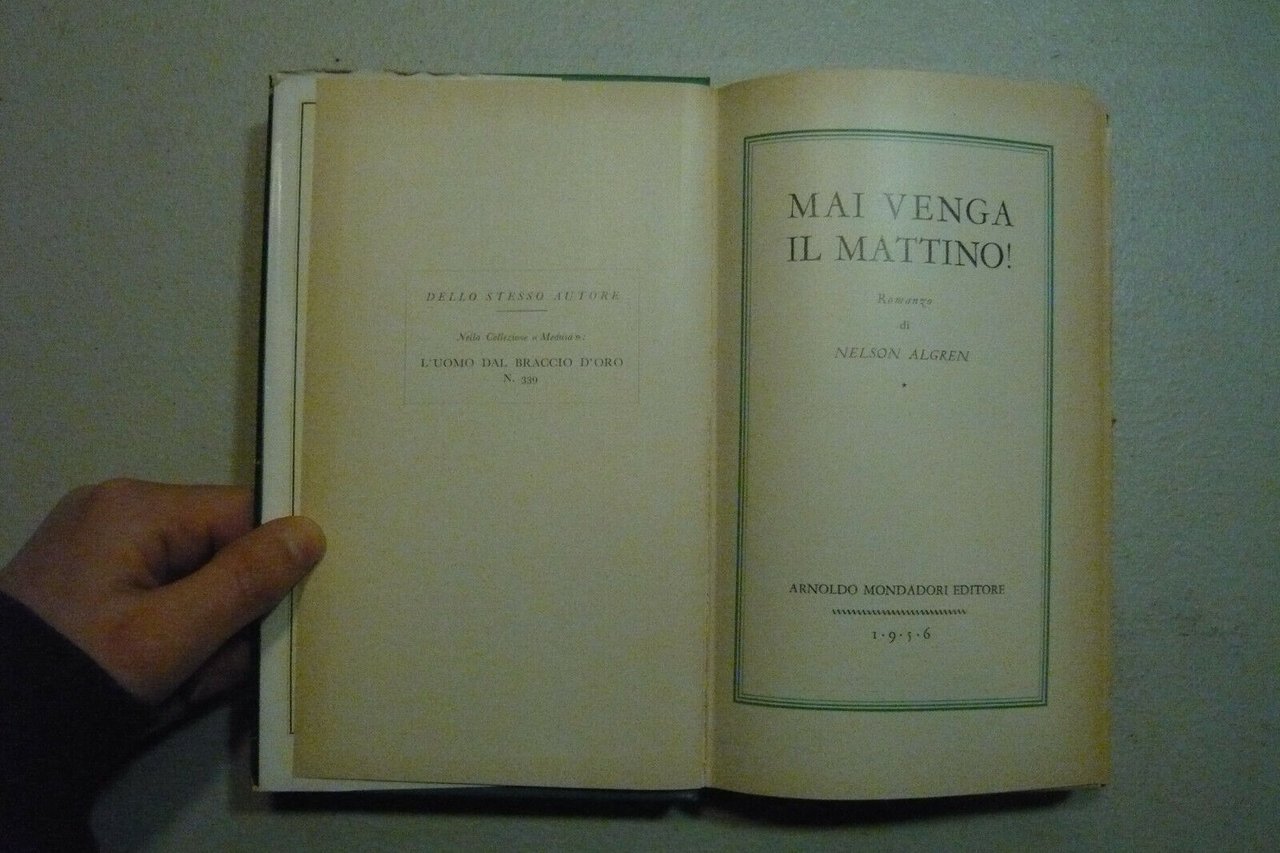 DELLO STESSO AUTORE
Nella Collezione « Medusa »:
L'UOMO DAL BRACCIO D'ORO
N. 339
MAI VENGA
IL MATTINO!
Romanzo
di
NELSON ALGREN
*
ARNOLDO MONDADORI EDITORE
1·9·5·6